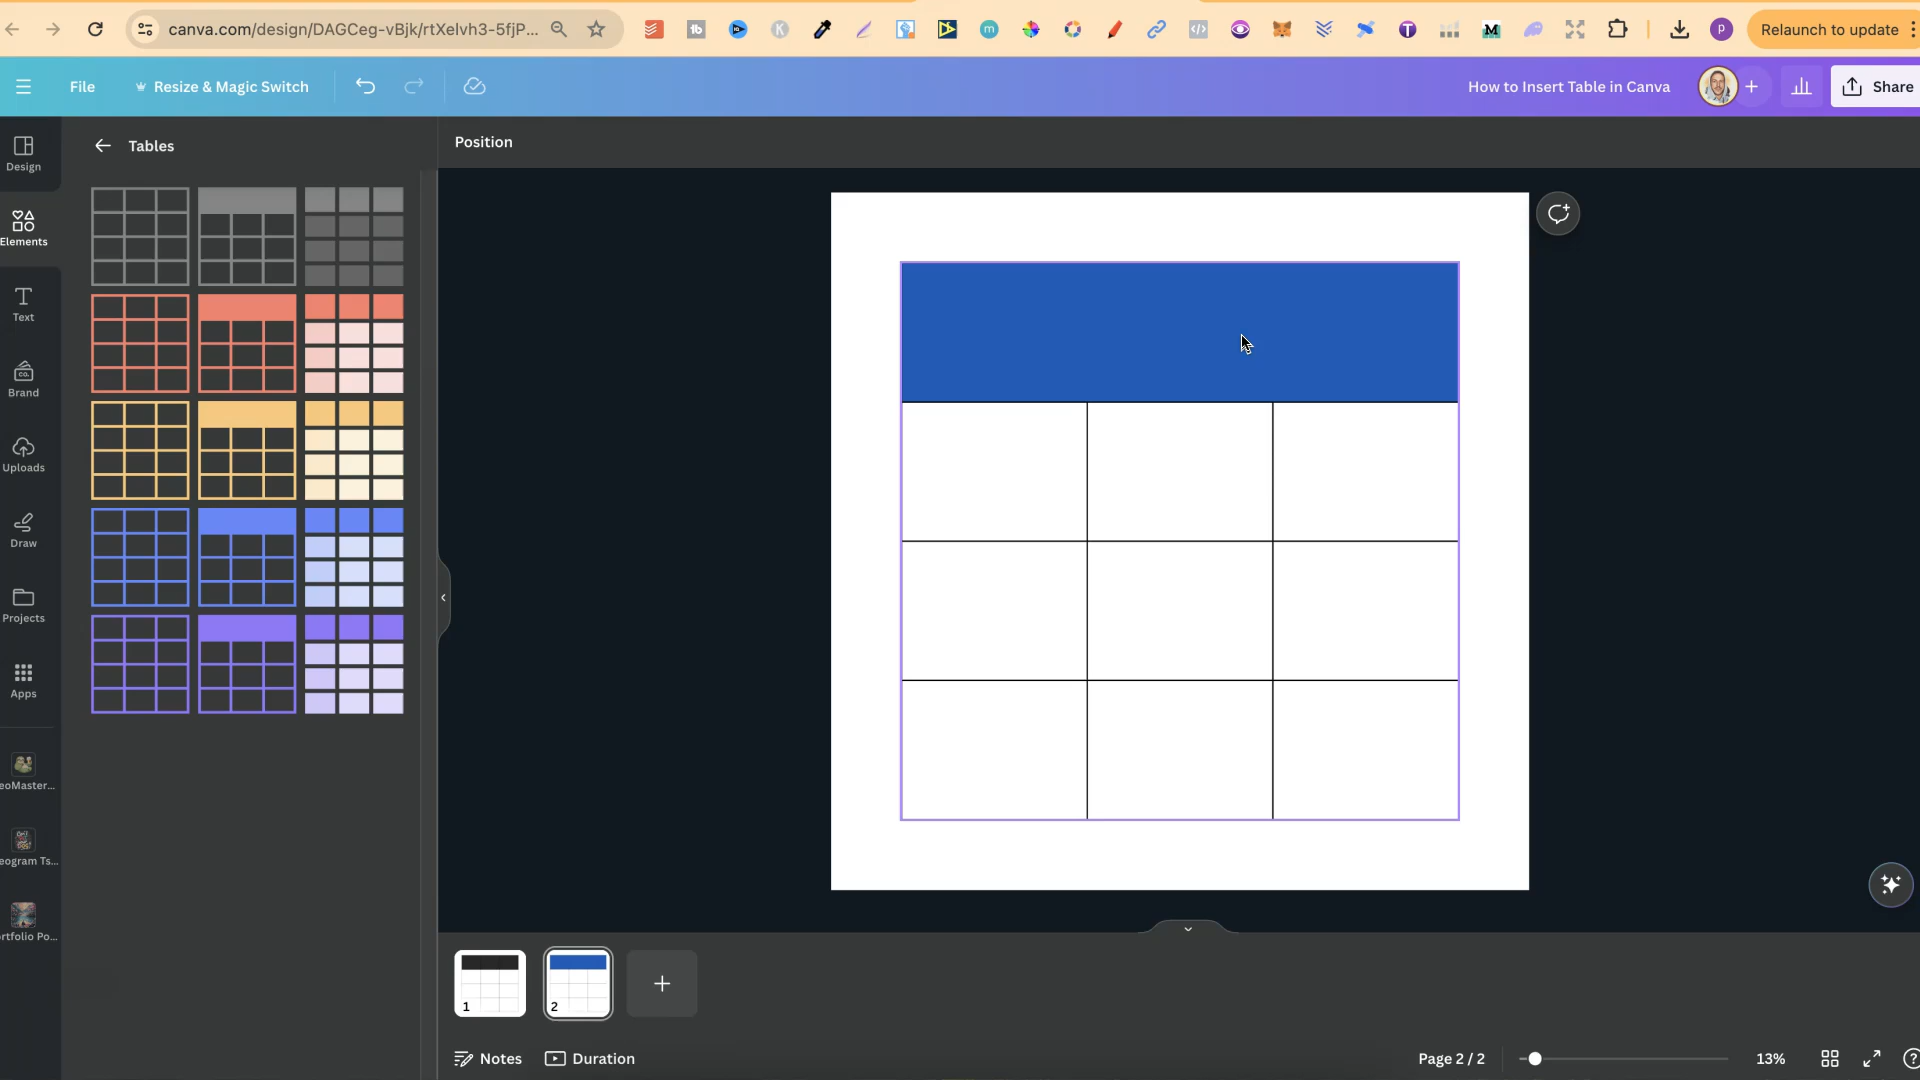 canva.com/design/DAGCeg-vBjk/rtXelvh3-5fjP...
Relaunch to update
File
Resize & Magic Switch
How to Insert Table in Canva
Share
Design
Elements
Text
Brand
Uploads
Draw
Projects
Apps
eoMaster...
eogram Ts...
rtfolio Po...
Tables
Position
1
2
Notes
Duration
Page 2 / 2
13%